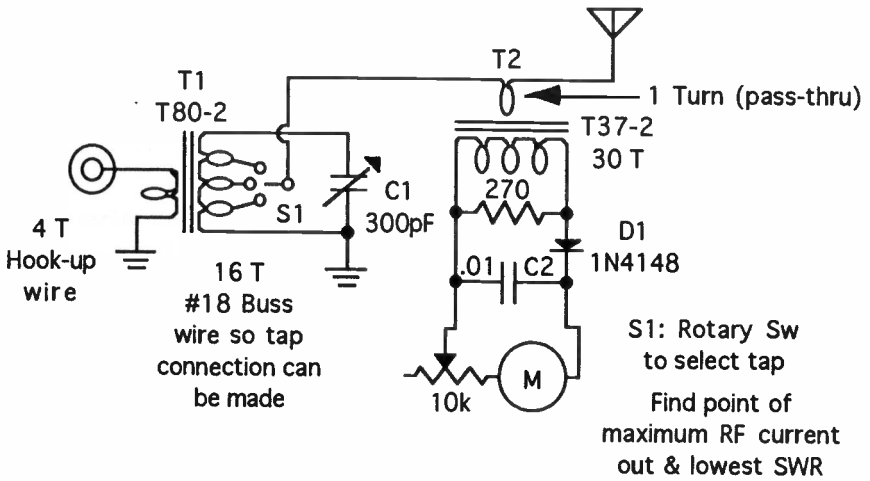 T1
T80-2
T2
1 Turn (pass-thru)
T37-2
30 T
4 T
Hook-up
wire
S1
C1
300pF
16 T
#18 Buss
wire so tap
connection can
be made
270
D1
1N4148
.01
C2
10k
M
S1: Rotary Sw
to select tap
Find point of
maximum RF current
out & lowest SWR